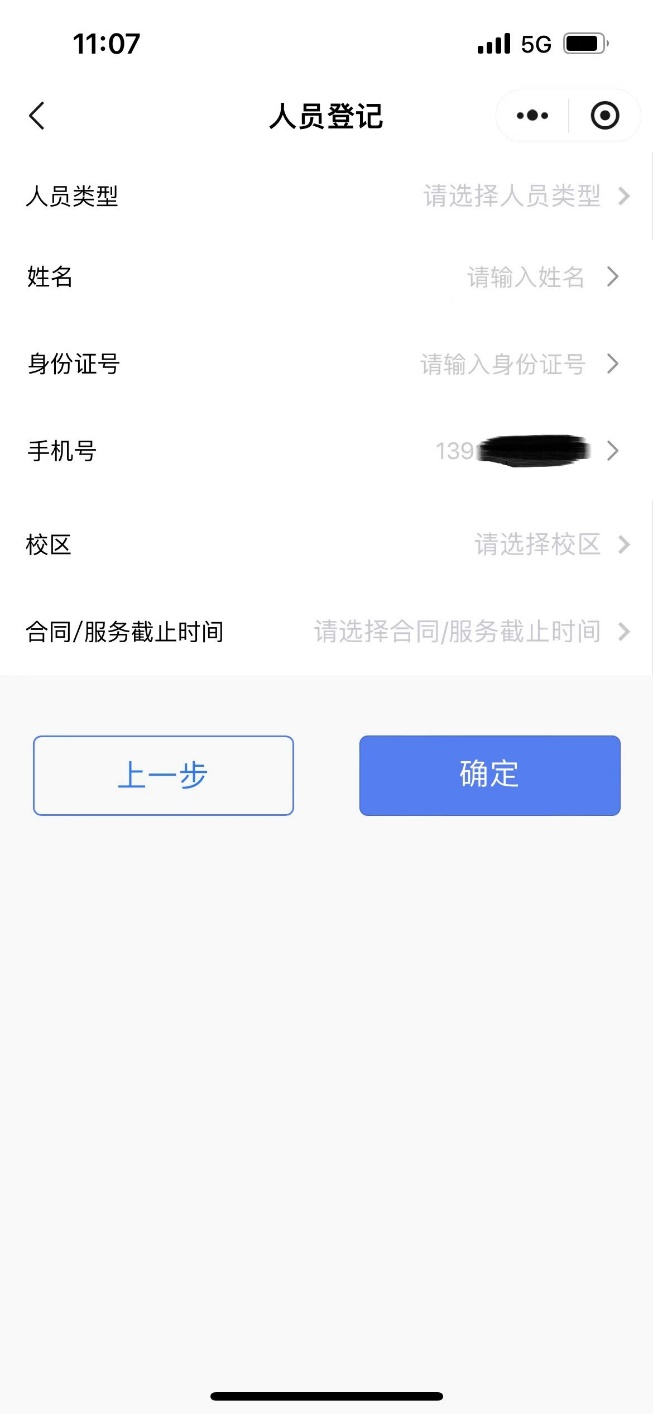 11:07 5G
人员登记
人员类型 请选择人员类型
姓名 请输入姓名
身份证号 请输入身份证号
手机号 139
校区 请选择校区
合同/服务截止时间 请选择合同/服务截止时间
上一步 确定